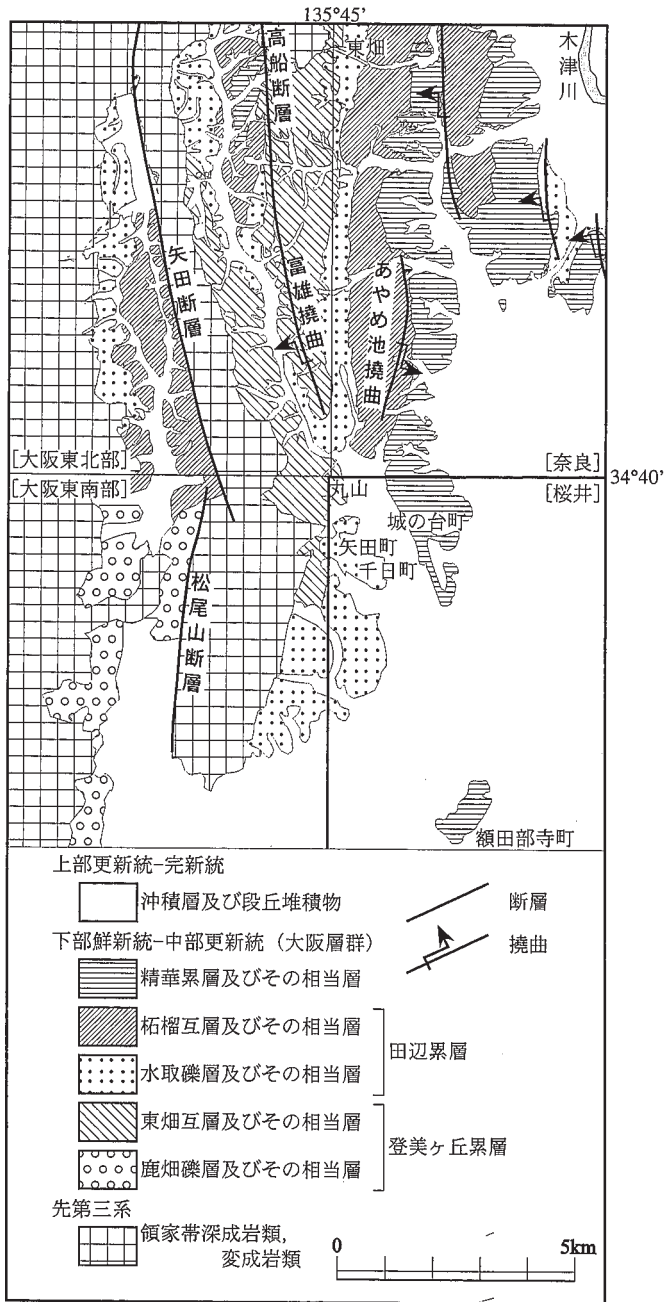 135°45′
高船断層
東畑
木津川
矢田断層
富雄撓曲
あやめ池撓曲
[大阪東北部]
[奈良]
34°40′
[大阪東南部]
[桜井]
丸山
城の台町
矢田町
千日町
松尾山断層
額田部寺町
上部更新統−完新統
沖積層及び段丘堆積物
断層
下部鮮新統−中部更新統（大阪層群）
撓曲
精華累層及びその相当層
柘榴互層及びその相当層
田辺累層
水取礫層及びその相当層
東畑互層及びその相当層
登美ヶ丘累層
鹿畑礫層及びその相当層
先第三系
領家帯深成岩類,
変成岩類
0 5km